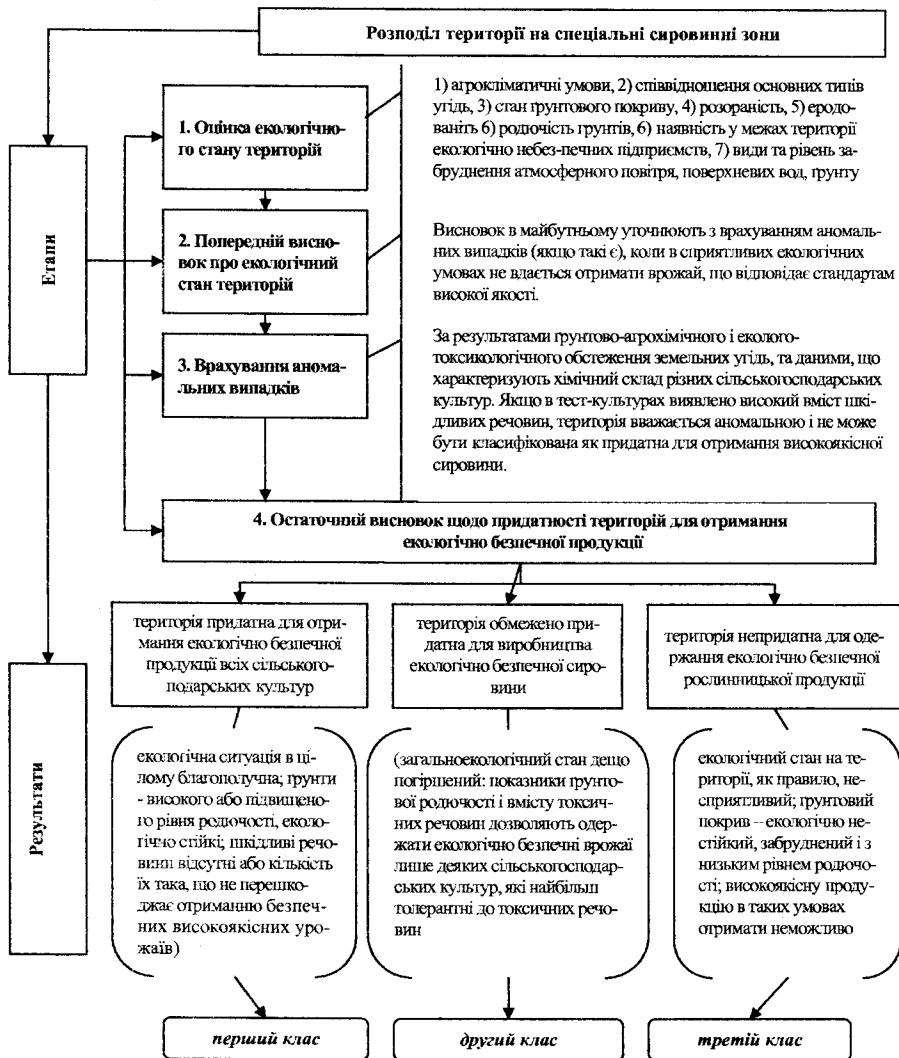 Розподіл території на спеціальні сировинні зони
Етапи
1. Оцінка екологічно-
го стану територій
1) агрокліматичні умови, 2) співвідношення основних типів
угідь, 3) стан ґрунтового покриву, 4) розораність, 5) еродо-
ваніть 6) родючість ґрунтів, 6) наявність у межах території
екологічно небез-печних підприємств, 7) види та рівень за-
бруднення атмосферного повітря, поверхневих вод, ґрунту
2. Попередній висно-
вок про екологічний
стан територій
Висновок в майбутньому уточнюють з врахуванням аномаль-
них випадків (якщо такі є), коли в сприятливих екологічних
умовах не вдається отримати врожай, що відповідає стандартам
високої якості.
3. Врахування анома-
льних випадків
За результатами ґрунтово-агрохімічного і еколого-
токсикологічного обстеження земельних угідь, та даними, що
характеризують хімічний склад різних сільськогосподарських
культур. Якщо в тест-культурах виявлено високий вміст шкі-
дливих речовин, територія вважається аномальною і не може
бути класифікована як придатна для отримання високоякісної
сировини.
4. Остаточний висновок щодо придатності територій для отримання
екологічно безпечної продукції
Результати
територія придатна для отри-
мання екологічно безпечної
продукції всіх сільського-
подарських культур
екологічна ситуація в ці-
лому благополучна; ґрунти
- високого або підвищено-
го рівня родючості, еколо-
гічно стійкі; шкідливі речо-
вини відсутні або кількість
їх така, що не перешко-
джає отриманню безпеч-
них високоякісних уро-
жаїв)
перший клас
територія обмежено при-
датна для виробництва
екологічно безпечної сиро-
вини
(загальноекологічний стан дещо
погіршений: показники ґрунто-
вої родючості і вмісту токсич-
них речовин дозволяють одер-
жати екологічно безпечні врожаї
лише деяких сільськогосподар-
ських культур, які найбільш
толерантні до токсичних речо-
вин
другий клас
територія непридатна для оде-
ржання екологічно безпечної
рослинницької продукції
екологічний стан на те-
риторії, як правило, не-
сприятливий; ґрунтовий
покрив – екологічно не-
стійкий, забруднений і з
низьким рівнем родючо-
сті; високоякісну проду-
кцію в таких умовах
отримати неможливо
третій клас